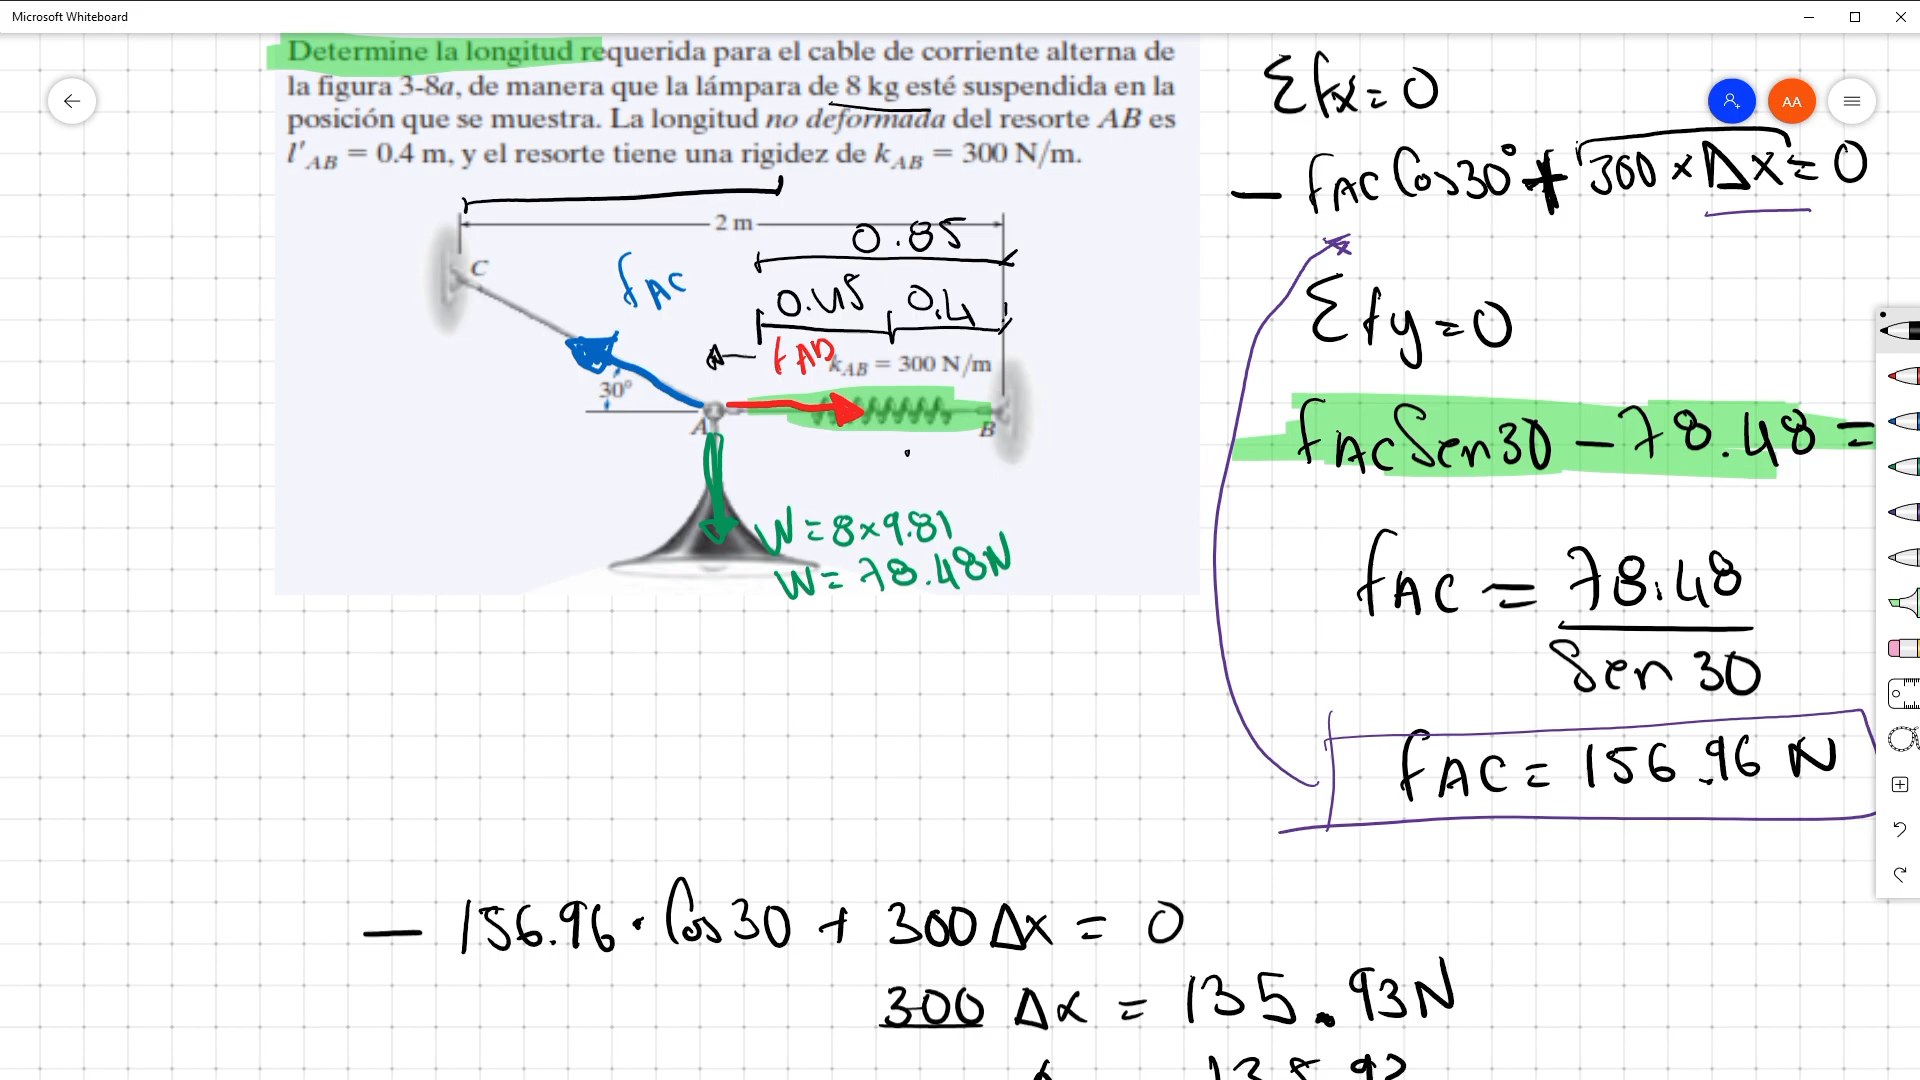 Microsoft Whiteboard
Determine la longitud requerida para el cable de corriente alterna de
la figura 3-8a, de manera que la lámpara de 8 kg esté suspendida en la
posición que se muestra. La longitud no deformada del resorte AB es
l'AB = 0.4 m, y el resorte tiene una rigidez de kAB = 300 N/m.
2 m
0.85
C
fAC
0.45 0.4
fAB
kAB = 300 N/m
30°
A
B
W = 8×9.81
W = 78.48N
Σfx = 0
AA
- fAC Cos30° + 300 × Δx = 0
Σfy = 0
fAC Sen30 - 78.48 =
fAC = 78.48
Sen 30
fAC = 156.96 N
- 156.96 · Cos30 + 300 Δx = 0
300 Δx = 135.93N